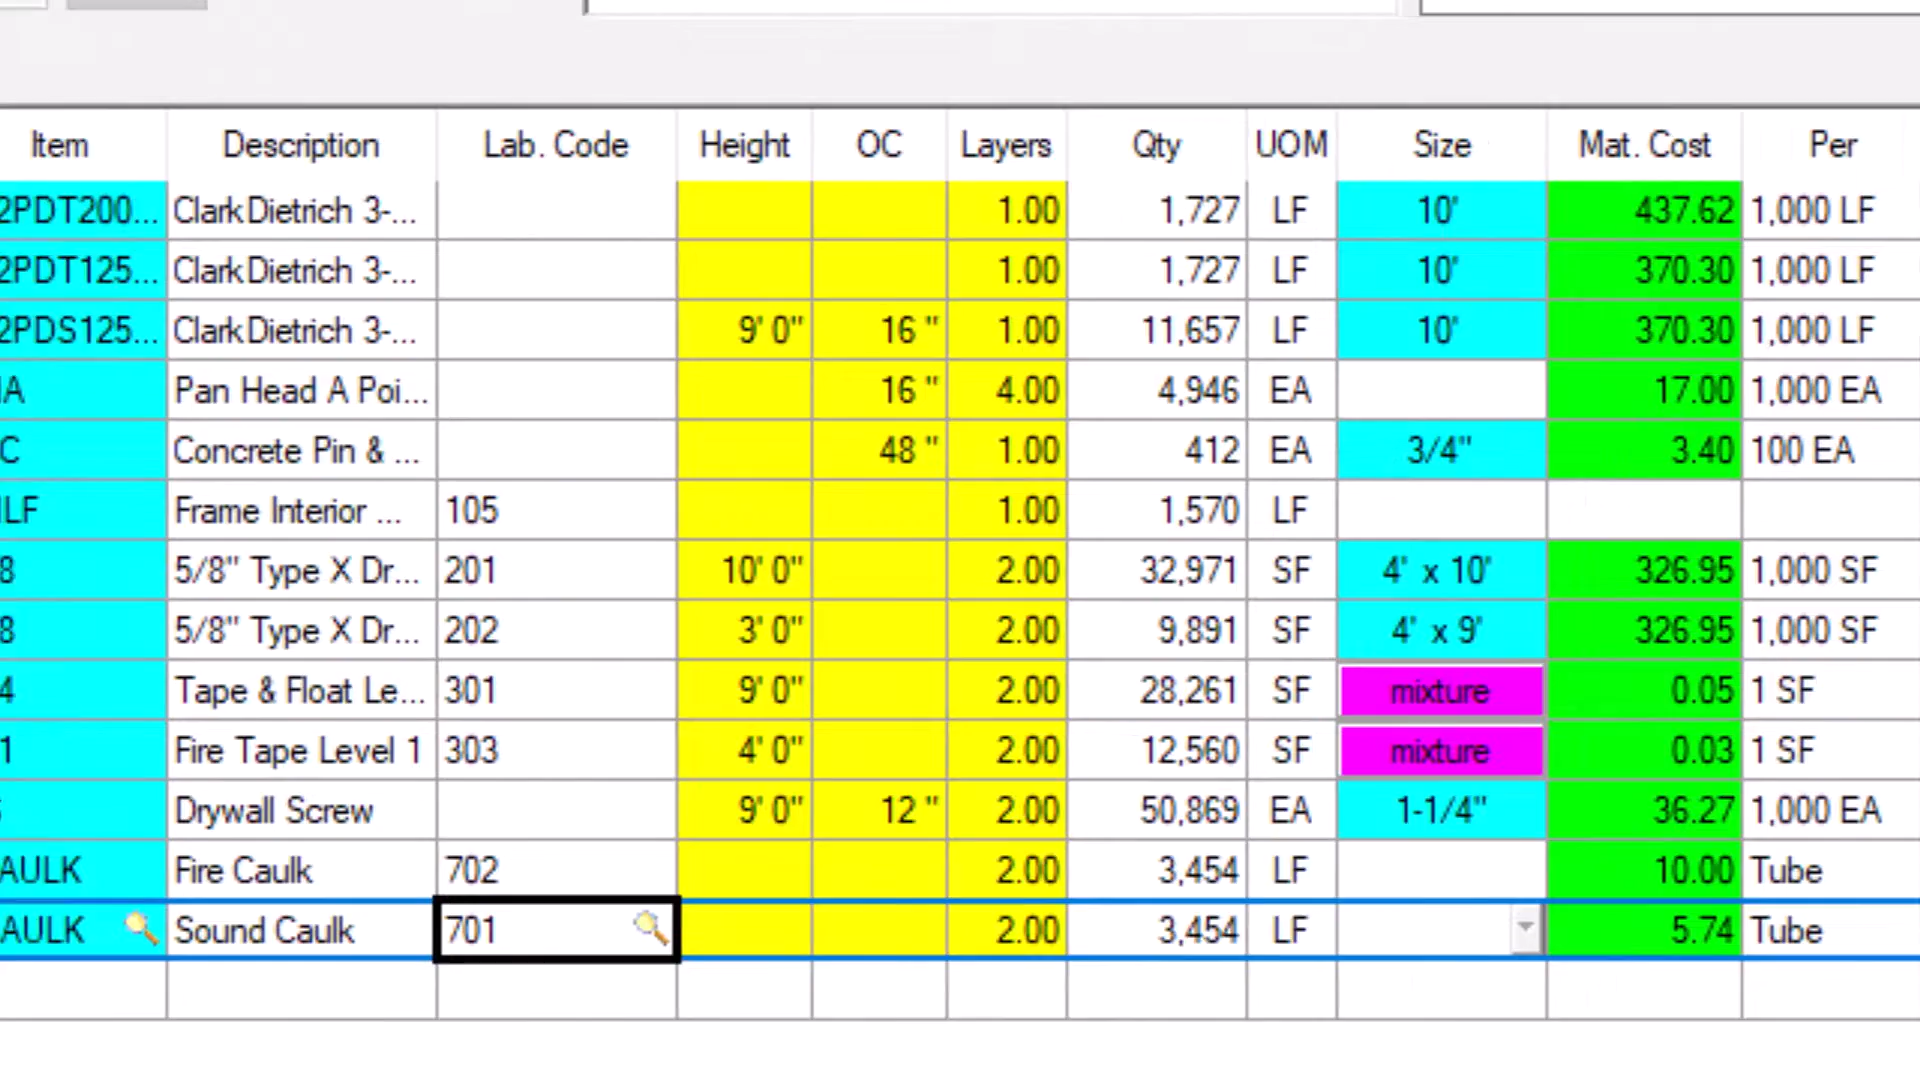 Item Description Lab. Code Height OC Layers Qty UOM Size Mat. Cost Per
2PDT200... ClarkDietrich 3-... 1.00 1,727 LF 10' 437.62 1,000 LF
2PDT125... ClarkDietrich 3-... 1.00 1,727 LF 10' 370.30 1,000 LF
2PDS125... ClarkDietrich 3-... 9' 0" 16 " 1.00 11,657 LF 10' 370.30 1,000 LF
IA Pan Head A Poi... 16 " 4.00 4,946 EA 17.00 1,000 EA
C Concrete Pin & ... 48 " 1.00 412 EA 3/4" 3.40 100 EA
ILF Frame Interior ... 105 1.00 1,570 LF
8 5/8" Type X Dr... 201 10' 0" 2.00 32,971 SF 4' x 10' 326.95 1,000 SF
8 5/8" Type X Dr... 202 3' 0" 2.00 9,891 SF 4' x 9' 326.95 1,000 SF
4 Tape & Float Le... 301 9' 0" 2.00 28,261 SF mixture 0.05 1 SF
1 Fire Tape Level 1 303 4' 0" 2.00 12,560 SF mixture 0.03 1 SF
Drywall Screw 9' 0" 12 " 2.00 50,869 EA 1-1/4" 36.27 1,000 EA
AULK Fire Caulk 702 2.00 3,454 LF 10.00 Tube
AULK Sound Caulk 701 2.00 3,454 LF 5.74 Tube